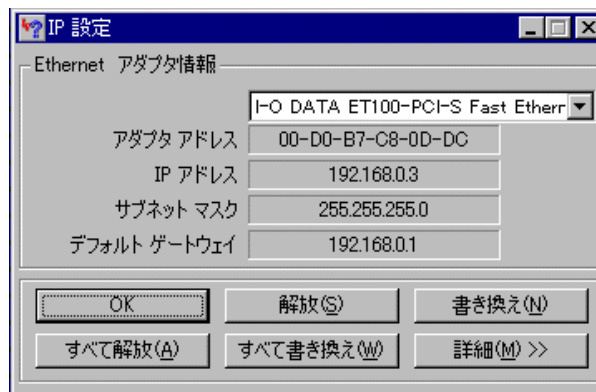 IP 設定
Ethernet アダプタ情報
I-O DATA ET100-PCI-S Fast Etherr
アダプタ アドレス 00-D0-B7-C8-0D-DC
IP アドレス 192.168.0.3
サブネット マスク 255.255.255.0
デフォルト ゲートウェイ 192.168.0.1
OK 解放(S) 書き換え(N)
すべて解放(A) すべて書き換え(W) 詳細(M) >>